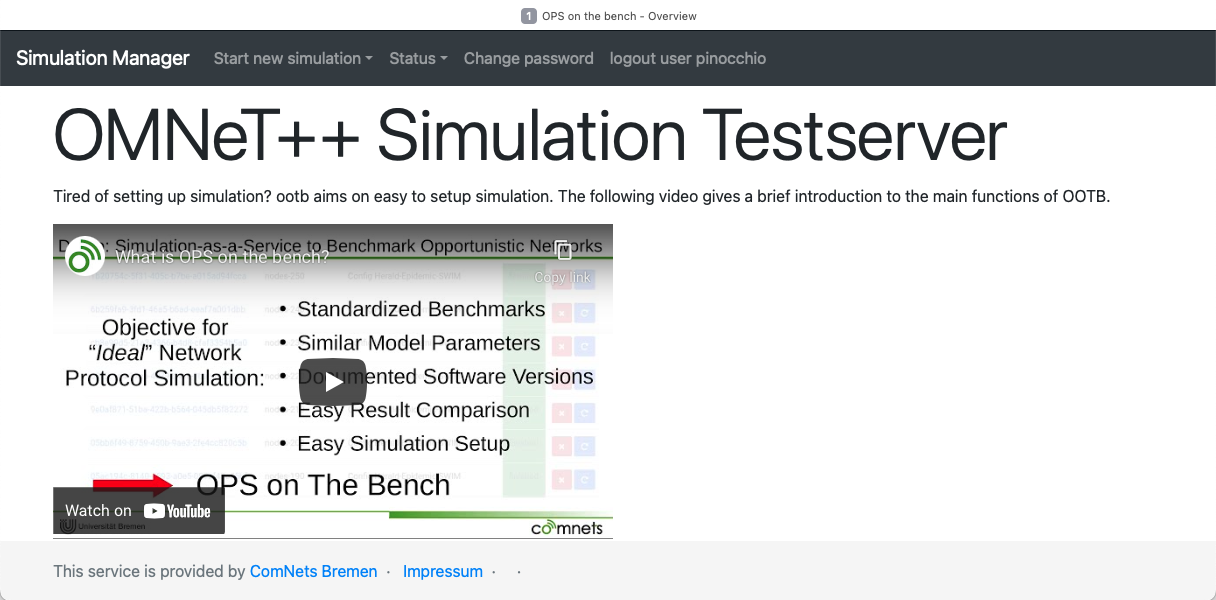 1 OPS on the bench - Overview
Simulation Manager Start new simulation Status Change password logout user pinocchio
OMNeT++ Simulation Testserver
Tired of setting up simulation? ootb aims on easy to setup simulation. The following video gives a brief introduction to the main functions of OOTB.
: Simulation-as-a-Service to Benchmark Opportunistic Networks
What is OPS on the bench?
Copy link
Objective for
“Ideal” Network
Protocol Simulation:
• Standardized Benchmarks
• Similar Model Parameters
• Documented Software Versions
• Easy Result Comparison
• Easy Simulation Setup
OPS on The Bench
Watch on YouTube
Universität Bremen
comnets
This service is provided by ComNets Bremen · Impressum · ·